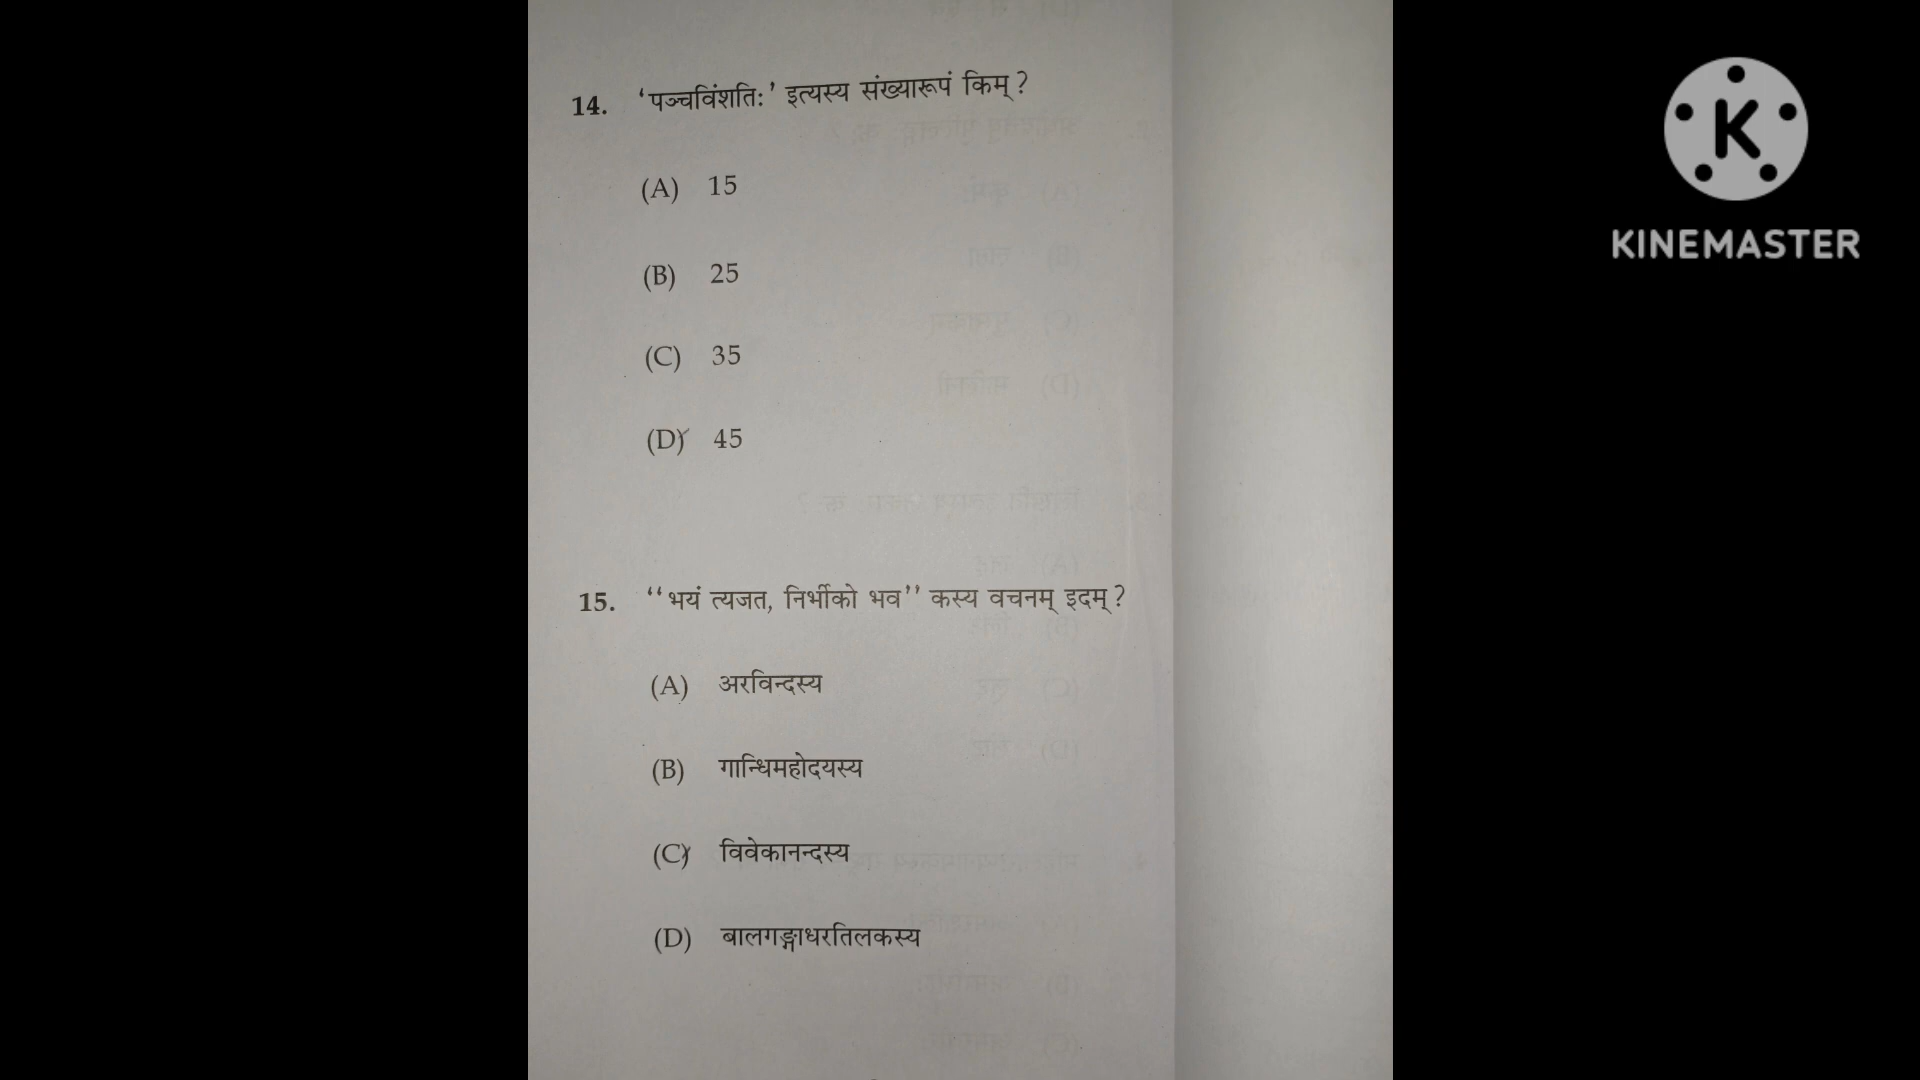 14. 'पञ्चविंशतिः' इत्यस्य संख्यारूपं किम् ?
(A) 15
(B) 25
(C) 35
(D) 45
15. "भयं त्यजत, निर्भीको भव" कस्य वचनम् इदम् ?
(A) अरविन्दस्य
(B) गान्धिमहोदयस्य
(C) विवेकानन्दस्य
(D) बालगङ्गाधरतिलकस्य
K
KINEMASTER